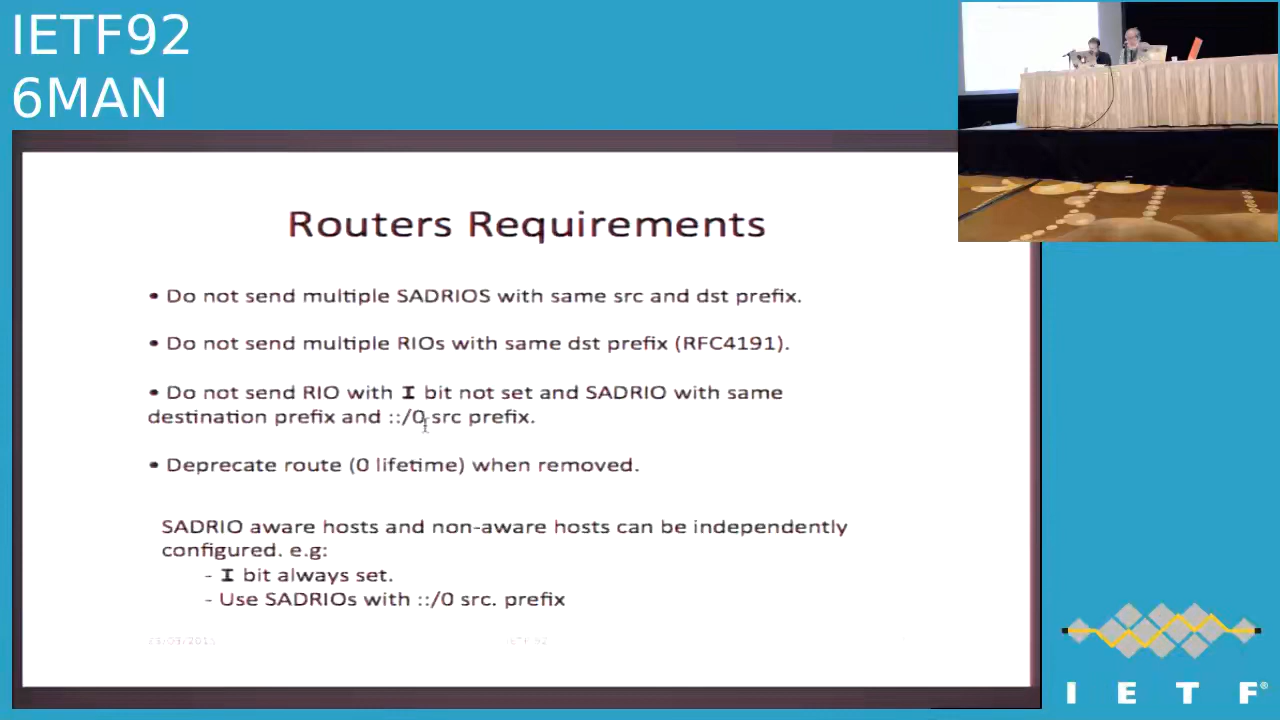 IETF92
6MAN
Routers Requirements
• Do not send multiple SADRIOS with same src and dst prefix.
• Do not send multiple RIOs with same dst prefix (RFC4191).
• Do not send RIO with I bit not set and SADRIO with same
destination prefix and ::/0 src prefix.
• Deprecate route (0 lifetime) when removed.
SADRIO aware hosts and non-aware hosts can be independently
configured. e.g:
- I bit always set.
- Use SADRIOs with ::/0 src. prefix
IETF 92
I E T F®